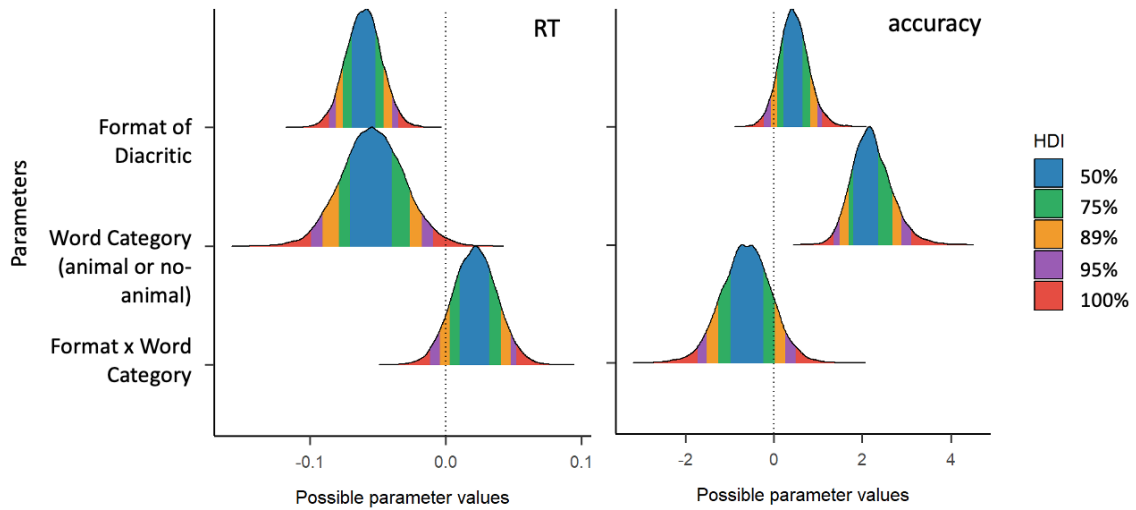 RT
accuracy
Parameters
Format of
Diacritic
Word Category
(animal or no-
animal)
Format x Word
Category
HDI
50%
75%
89%
95%
100%
-0.1
0.0
0.1
-2
0
2
4
Possible parameter values
Possible parameter values